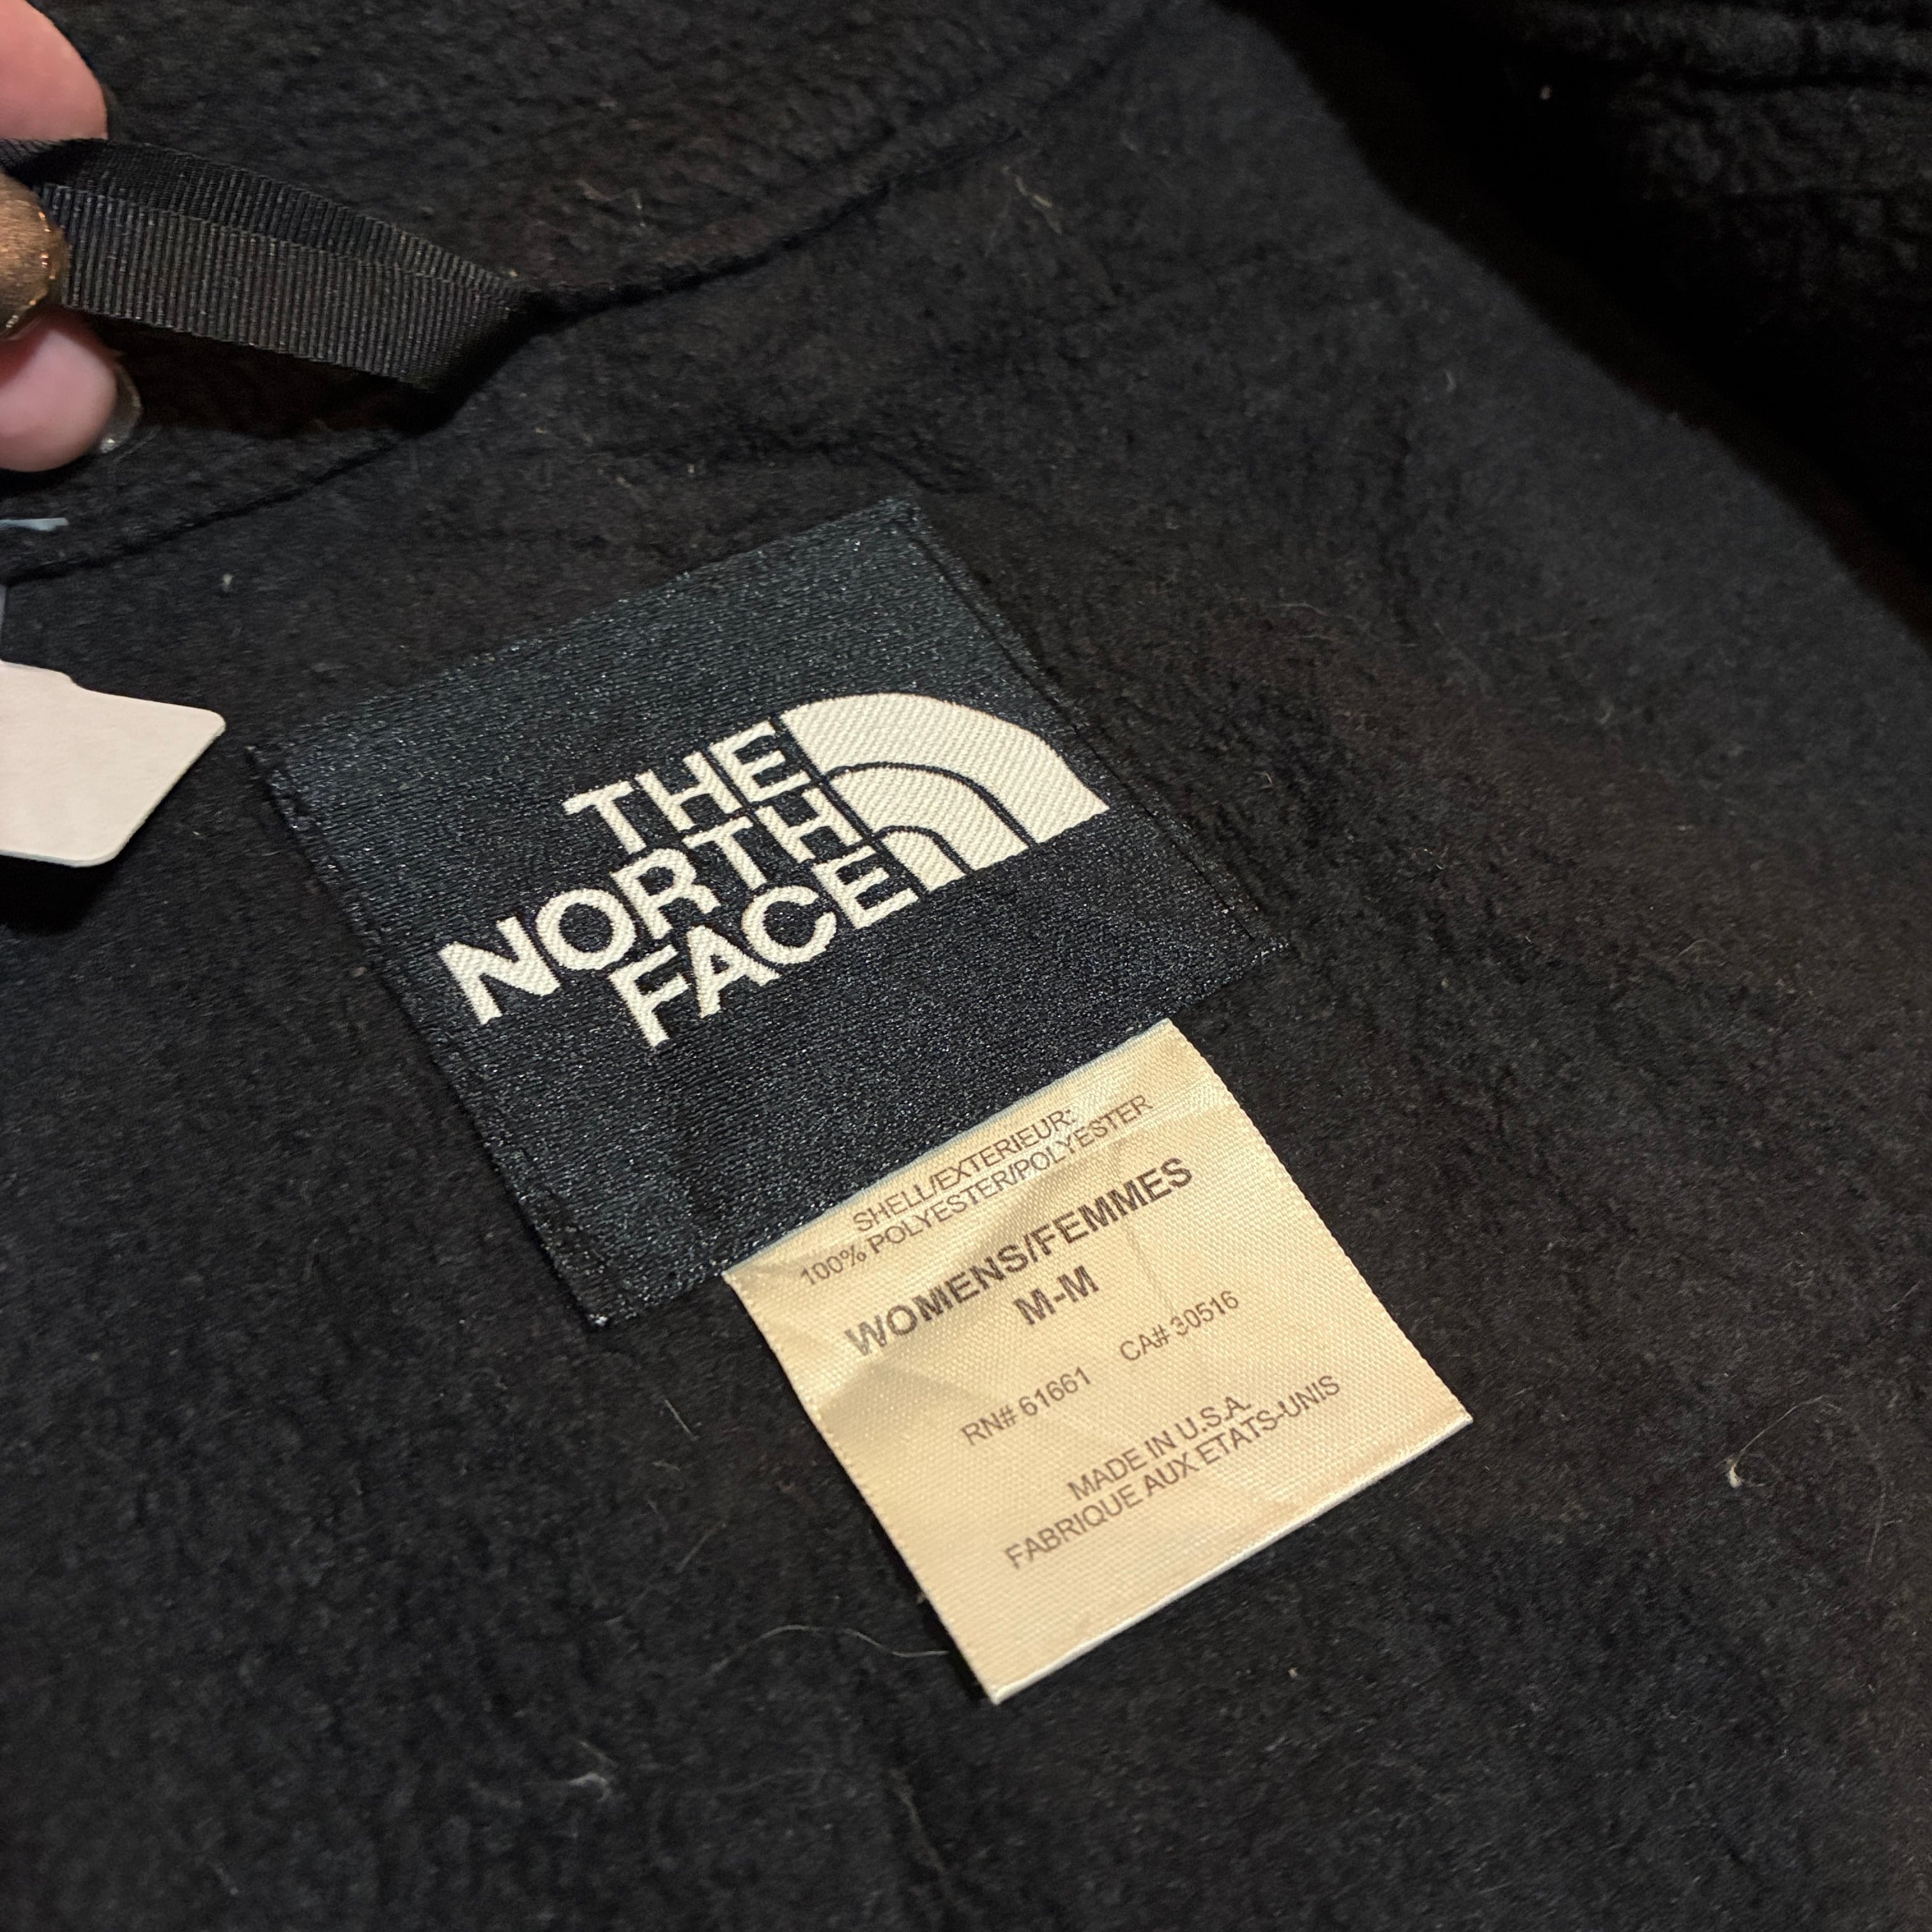 THE
NORTH
FACE
SHELL/EXTERIEUR:
100% POLYESTER/POLYESTER
WOMENS/FEMMES
M-M
RN# 61661 CA# 30516
MADE IN U.S.A.
FABRIQUE AUX ETATS-UNIS